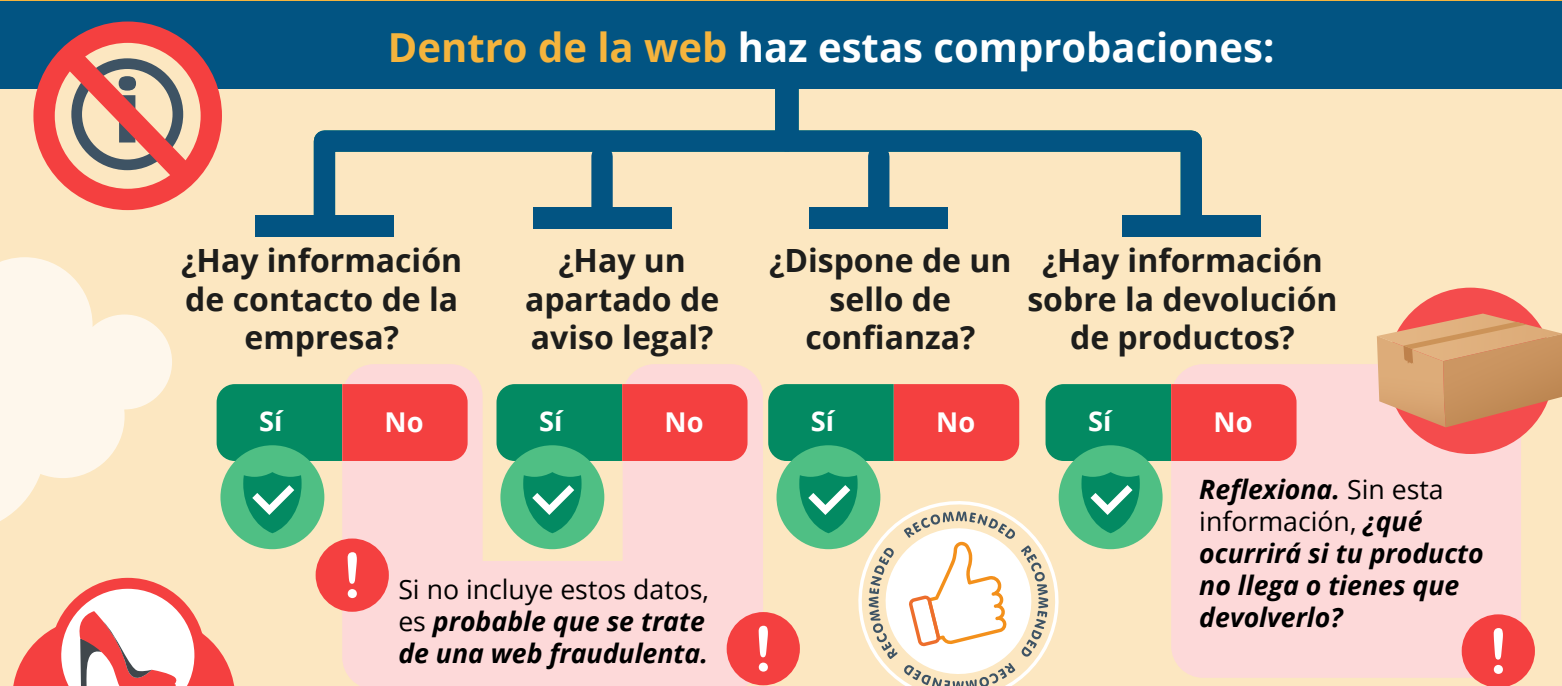 Dentro de la web haz estas comprobaciones:
¿Hay información
de contacto de la
empresa?
Sí No
¿Hay un
apartado de
aviso legal?
Sí No
¿Dispone de un
sello de
confianza?
Sí No
¿Hay información
sobre la devolución
de productos?
Sí No
Si no incluye estos datos,
es probable que se trate
de una web fraudulenta.
RECOMMENDED RECOMMENDED RECOMMENDED RECOMMENDED
Reflexiona. Sin esta
información, ¿qué
ocurrirá si tu producto
no llega o tienes que
devolverlo?